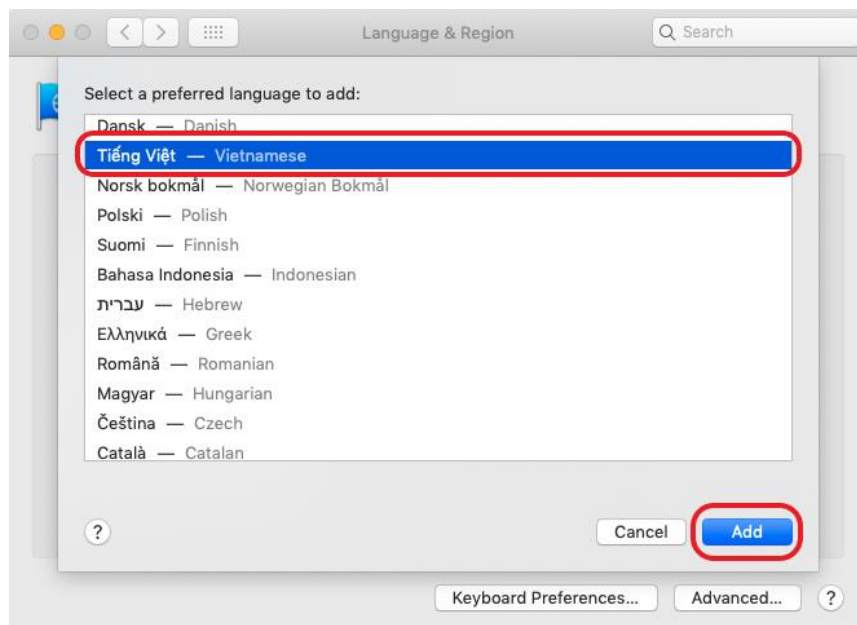 Language & Region
Search
Select a preferred language to add:
Dansk — Danish
Tiếng Việt — Vietnamese
Norsk bokmål — Norwegian Bokmål
Polski — Polish
Suomi — Finnish
Bahasa Indonesia — Indonesian
עברית — Hebrew
Ελληνικά — Greek
Română — Romanian
Magyar — Hungarian
Čeština — Czech
Català — Catalan
? Cancel Add
Keyboard Preferences... Advanced... ?